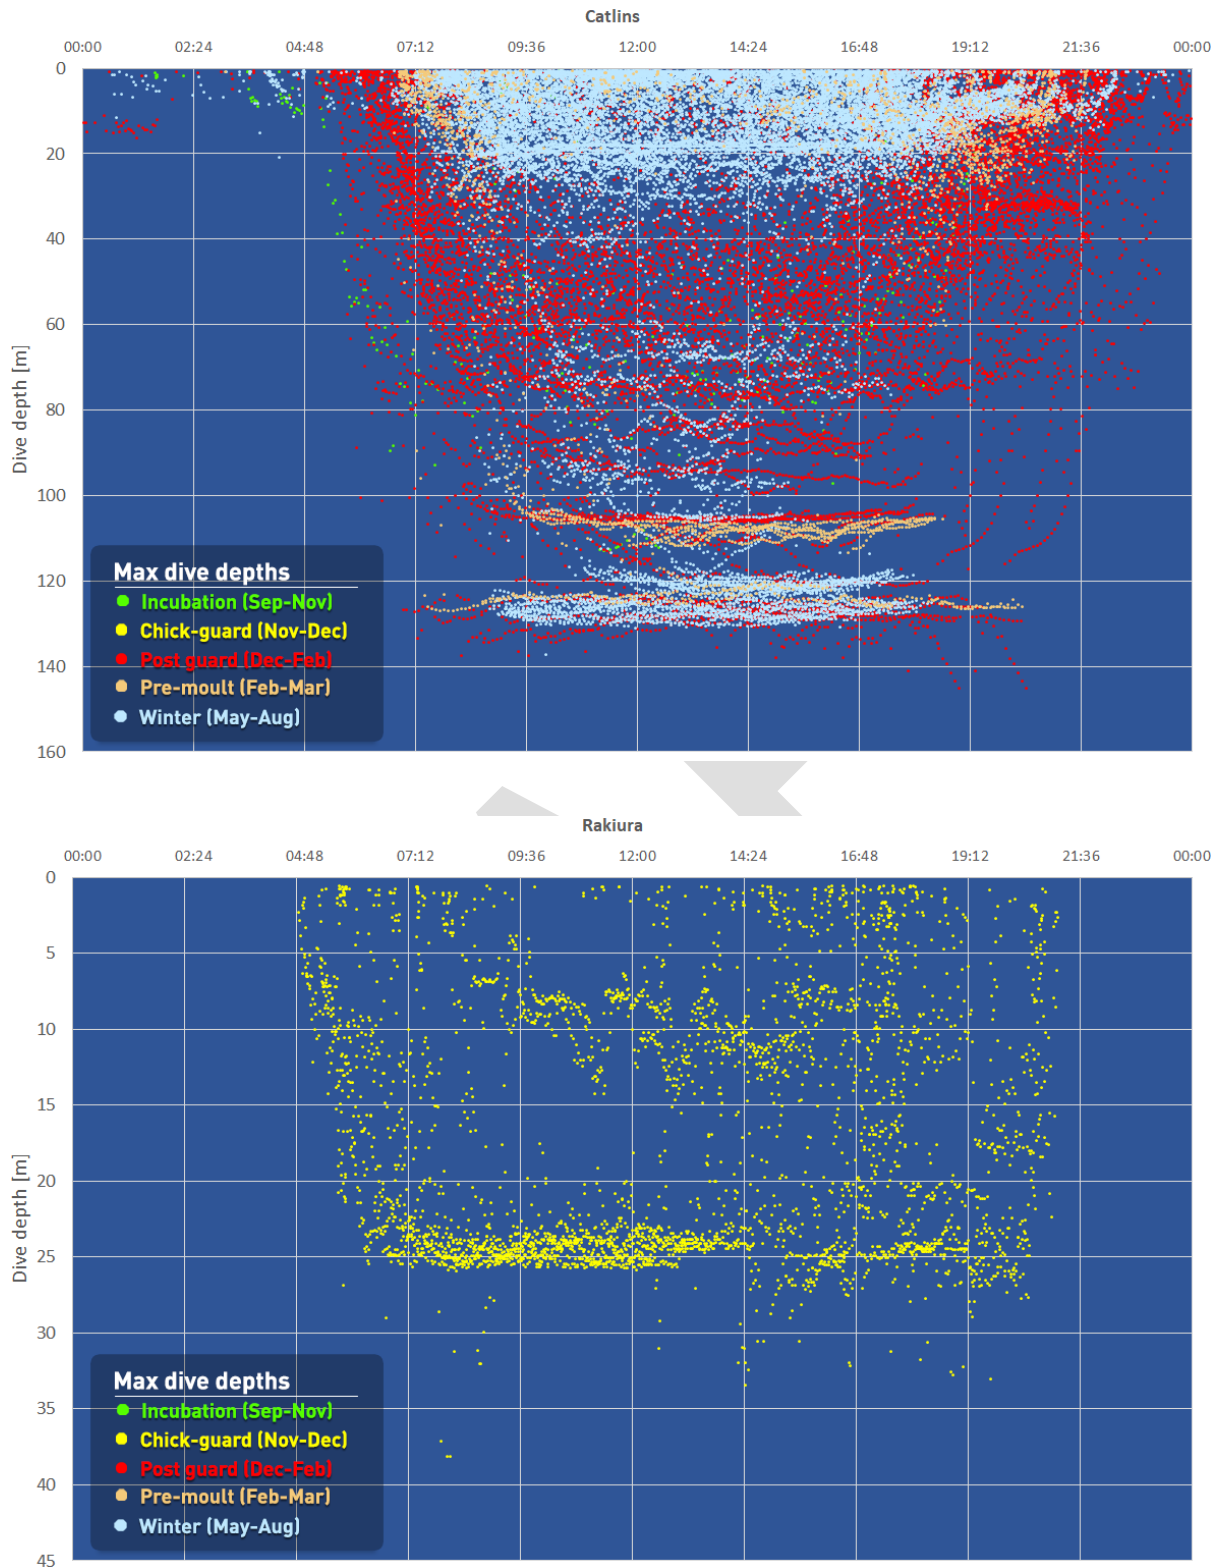 Catlins
00:00 02:24 04:48 07:12 09:36 12:00 14:24 16:48 19:12 21:36 00:00
0
20
40
60
80
100
120
140
160
Dive depth [m]
Max dive depths
Incubation (Sep-Nov)
Chick-guard (Nov-Dec)
Post guard (Dec-Feb)
Pre-moult (Feb-Mar)
Winter (May-Aug)
Rakiura
00:00 02:24 04:48 07:12 09:36 12:00 14:24 16:48 19:12 21:36 00:00
0
5
10
15
20
25
30
35
40
45
Dive depth [m]
Max dive depths
Incubation (Sep-Nov)
Chick-guard (Nov-Dec)
Post guard (Dec-Feb)
Pre-moult (Feb-Mar)
Winter (May-Aug)